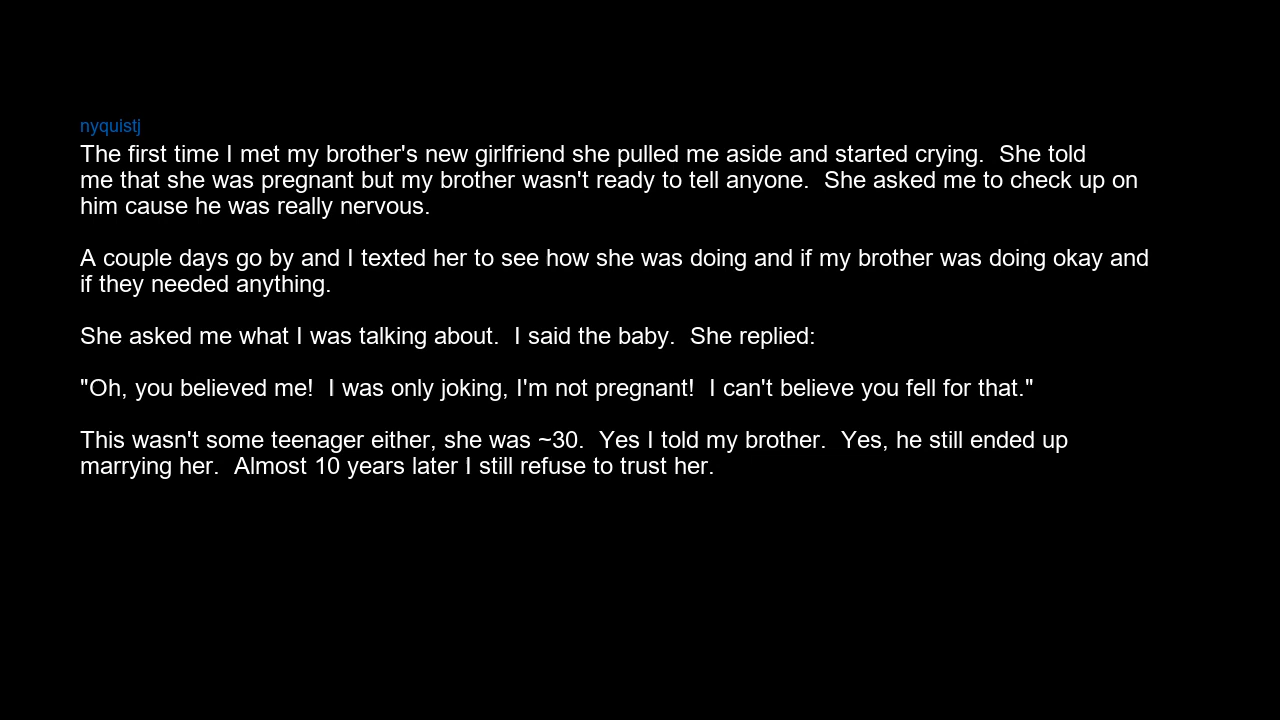 nyquistj
The first time I met my brother's new girlfriend she pulled me aside and started crying.  She told
me that she was pregnant but my brother wasn't ready to tell anyone.  She asked me to check up on
him cause he was really nervous.
A couple days go by and I texted her to see how she was doing and if my brother was doing okay and
if they needed anything.
She asked me what I was talking about.  I said the baby.  She replied:
"Oh, you believed me!  I was only joking, I'm not pregnant!  I can't believe you fell for that."
This wasn't some teenager either, she was ~30.  Yes I told my brother.  Yes, he still ended up
marrying her.  Almost 10 years later I still refuse to trust her.